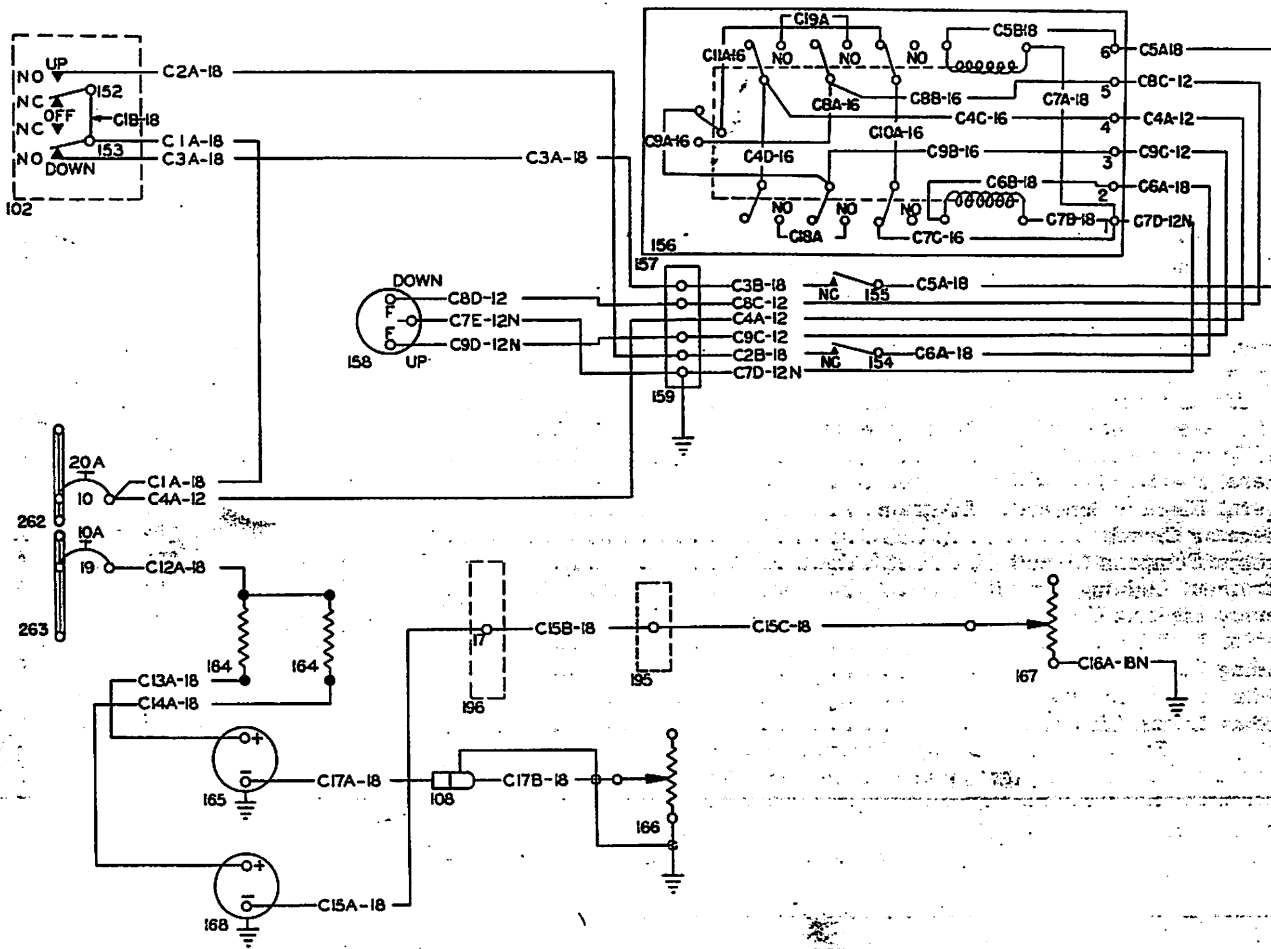 C19A
C5B18
C11A-16
NO
NO
NO
6
C5A18
UP
NO
C2A-18
NC
152
OFF
C1B-18
NC
C1A-18
153
NO
C3A-18
DOWN
102
C8A-16
C8B-16
C7A-18
5
C8C-12
C4C-16
4
C4A-12
C9A-16
C10A-16
C3A-18
C4D-16
C9B-16
3
C9C-12
C6B-18
2
C6A-18
NO
NO
NO
C18A
C7C-16
C7B-18
1
C7D-12N
156
157
DOWN
C3B-18
NC
155
C5A-18
C8D-12
C8C-12
F
C7E-12N
C4A-12
F
C9D-12N
C9C-12
158
UP
C2B-18
NC
154
C6A-18
C7D-12N
159
20A
C1A-18
10
C4A-12
262
10A
19
C12A-18
263
17
C15B-18
C15C-18
164
164
195
167
C16A-18N
C13A-18
C14A-18
196
+
C17A-18
C17B-18
165
108
166
+
C15A-18
168